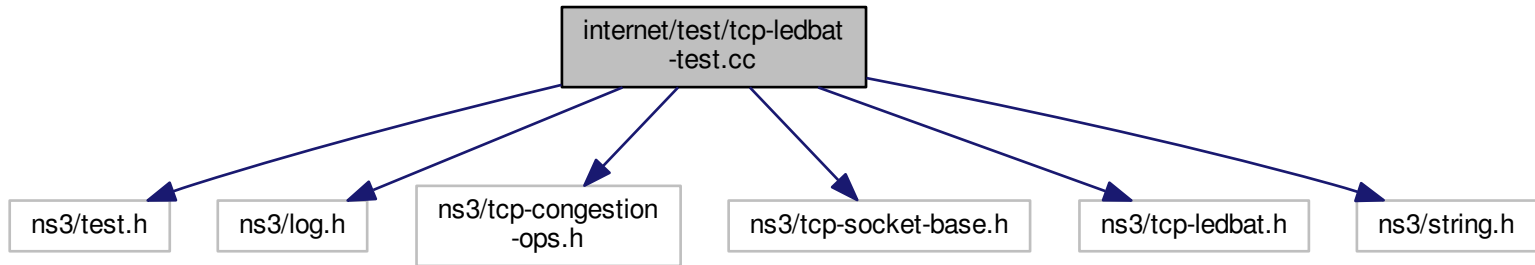 internet/test/tcp-ledbat
-test.cc
ns3/test.h
ns3/log.h
ns3/tcp-congestion
-ops.h
ns3/tcp-socket-base.h
ns3/tcp-ledbat.h
ns3/string.h